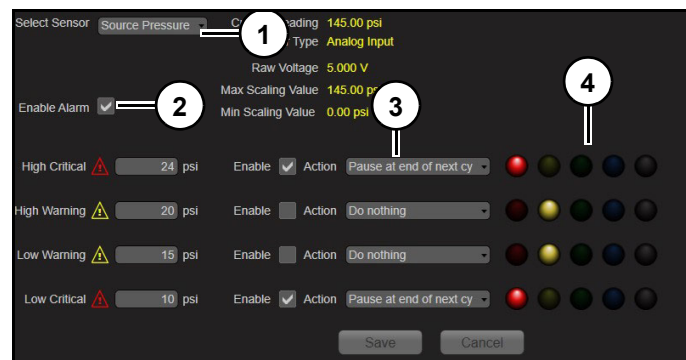 Select Sensor Source Pressure 1 ading 145.00 psi
Type Analog Input
Raw Voltage 5.000 V
Max Scaling Value 145.00 ps
Enable Alarm 2 Min Scaling Value 0.00 psi 3 4
High Critical 24 psi Enable Action Pause at end of next cy
High Warning 20 psi Enable Action Do nothing
Low Warning 15 psi Enable Action Do nothing
Low Critical 10 psi Enable Action Pause at end of next cy
Save Cancel